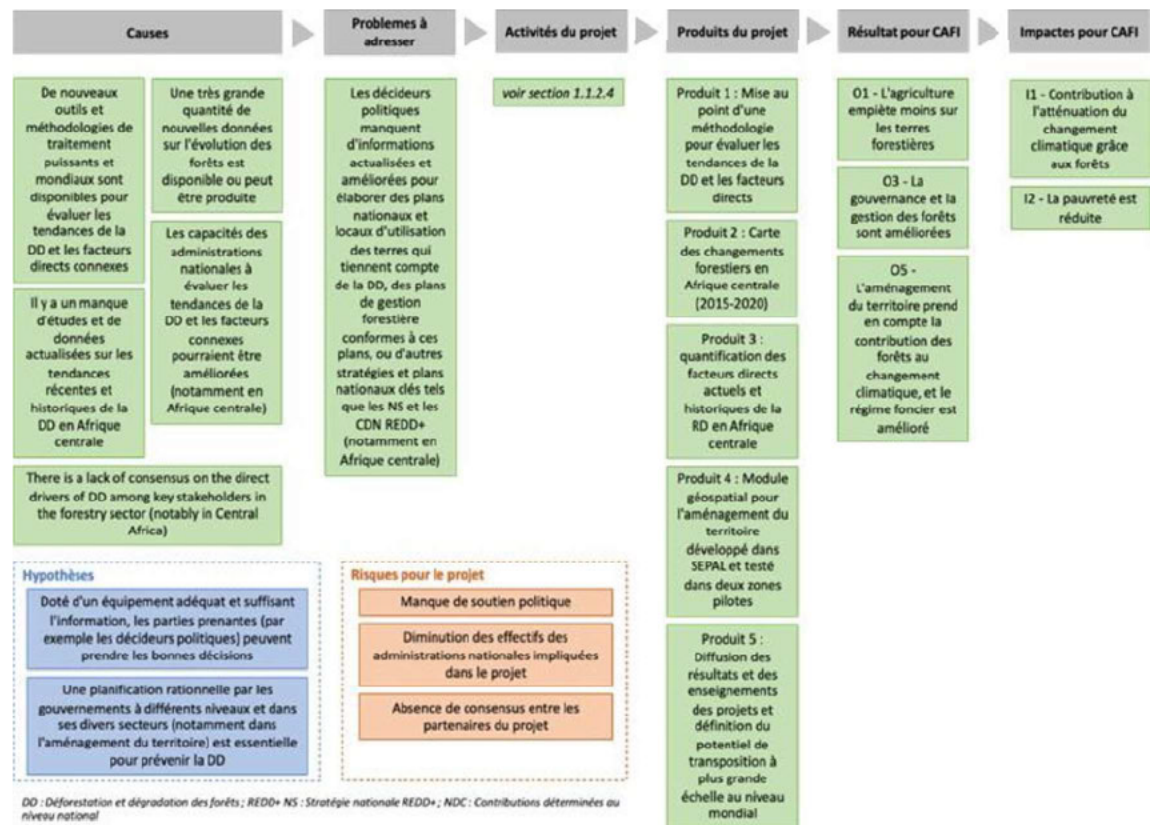 Causes
Problemes à
adresser
Activités du projet
Produits du projet
Résultat pour CAFI
Impactes pour CAFI
De nouveaux
outils et
méthodologies de
traitement
puissants et
mondiaux sont
disponibles pour
évaluer les
tendances de la
DD et les facteurs
directs connexes
Il y a un manque
d'études et de
données
actualisées sur les
tendances
récentes et
historiques de la
DD en Afrique
centrale
Une très grande
quantité de
nouvelles données
sur l'évolution des
forêts est
disponible ou peut
être produite
Les capacités des
administrations
nationales à
évaluer les
tendances de la
DD et les facteurs
connexes
pourraient être
améliorées
(notamment en
Afrique centrale)
There is a lack of consensus on the direct
drivers of DD among key stakeholders in
the forestry sector (notably in Central
Africa)
Les décideurs
politiques
manquent
d'informations
actualisées et
améliorées pour
élaborer des plans
nationaux et
locaux d'utilisation
des terres qui
tiennent compte
de la DD, des plans
de gestion
forestière
conformes à ces
plans, ou d'autres
stratégies et plans
nationaux clés tels
que les NS et les
CDN REDD+
(notamment en
Afrique centrale)
voir section 1.1.2.4
Produit 1 : Mise au
point d'une
méthodologie
pour évaluer les
tendances de la
DD et les facteurs
directs
Produit 2 : Carte
des changements
forestiers en
Afrique centrale
(2015-2020)
Produit 3 :
quantification des
facteurs directs
actuels et
historiques de la
RD en Afrique
centrale
Produit 4 : Module
géospatial pour
l'aménagement du
territoire
développé dans
SEPAL et testé
dans deux zones
pilotes
Produit 5 :
Diffusion des
résultats et des
enseignements
des projets et
définition du
potentiel de
transposition à
plus grande
échelle au niveau
mondial
O1 - L'agriculture
empiète moins sur
les terres
forestières
O3 - La
gouvernance et la
gestion des forêts
sont améliorées
O5 -
L'aménagement
du territoire prend
en compte la
contribution des
forêts au
changement
climatique, et le
régime foncier est
amélioré
I1 - Contribution à
l'atténuation du
changement
climatique grâce
aux forêts
I2 - La pauvreté est
réduite
Hypothèses
Doté d'un équipement adéquat et suffisant
l'information, les parties prenantes (par
exemple les décideurs politiques) peuvent
prendre les bonnes décisions
Une planification rationnelle par les
gouvernements à différents niveaux et dans
ses divers secteurs (notamment dans
l'aménagement du territoire) est essentielle
pour prévenir la DD
Risques pour le projet
Manque de soutien politique
Diminution des effectifs des
administrations nationales impliquées
dans le projet
Absence de consensus entre les
partenaires du projet
DD : Déforestation et dégradation des forêts ; REDD+ NS : Stratégie nationale REDD+ ; NDC : Contributions déterminées au
niveau national